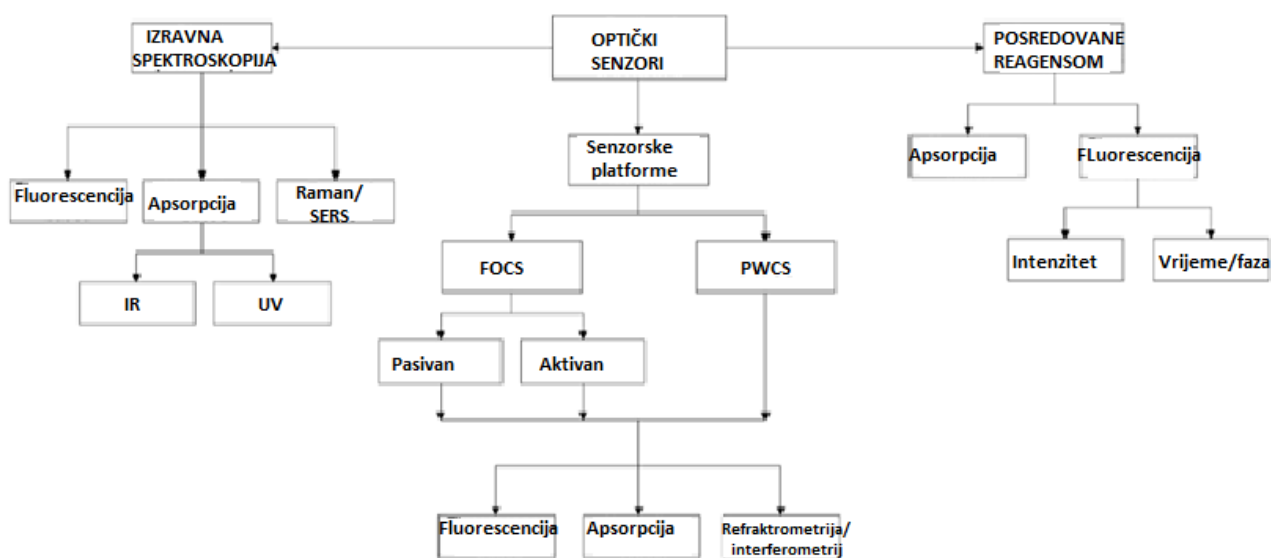 IZRAVNA
SPEKTROSKOPIJA
OPTIČKI
SENZORI
POSREDOVANE
REAGENSOM
Senzorske
platforme
Apsorpcija
FLuorescencija
Fluorescencija
Apsorpcija
Raman/
SERS
FOCS
PWCS
Intenzitet
Vrijeme/faza
IR
UV
Pasivan
Aktivan
Fluorescencija
Apsorpcija
Refraktrometrija/
interferometrij